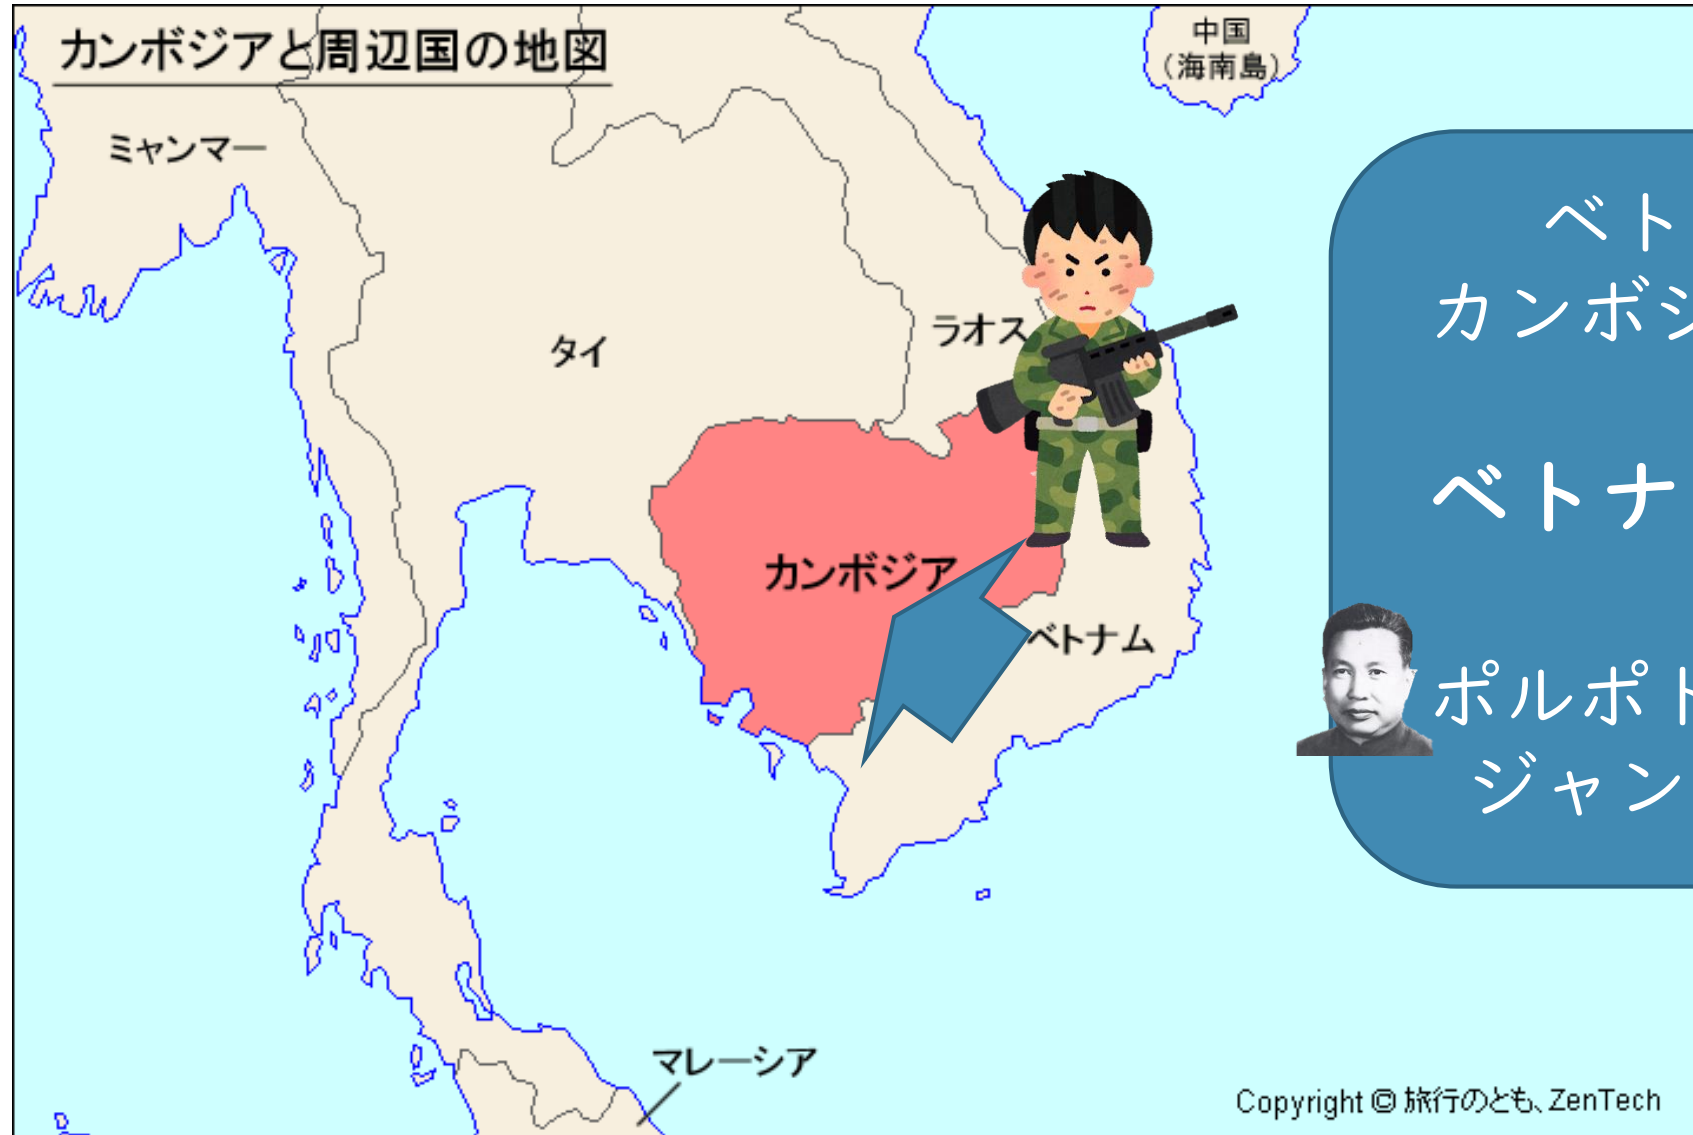 カンボジアと周辺国の地図
中国
（海南島）
ミャンマー
タイ
ラオス
カンボジア
ベトナム
マレーシア
ベト
カンボジ
ベトナ
ポルポト
ジャン
Copyright © 旅行のとも、ZenTech